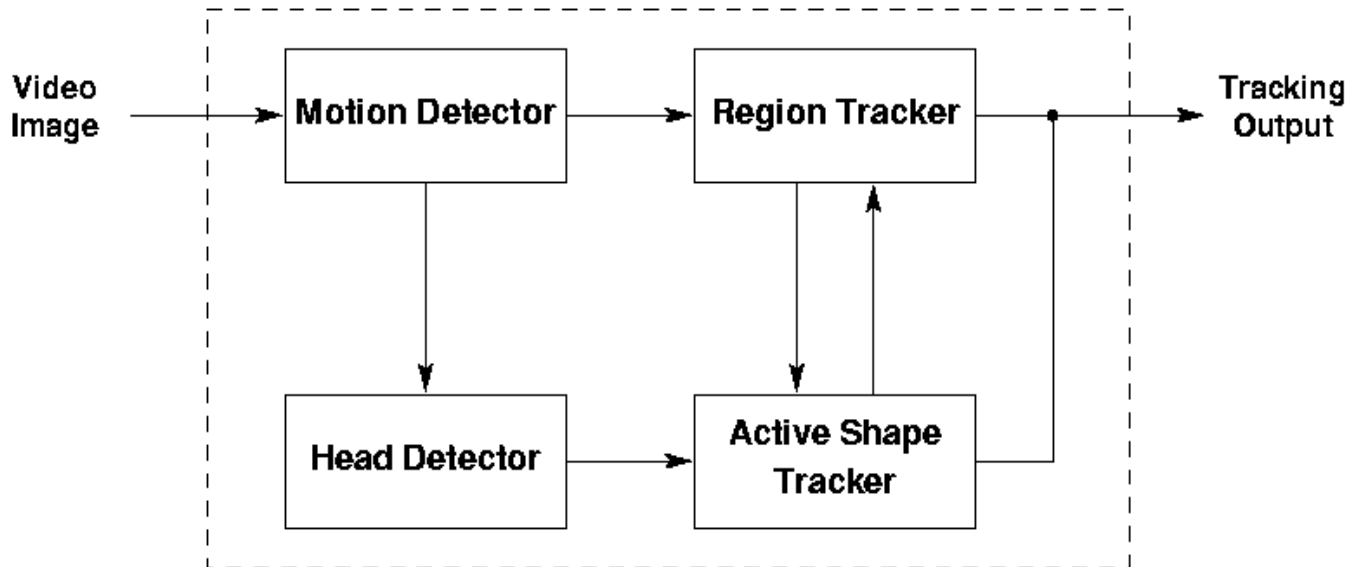 Video
Image
Motion Detector
Region Tracker
Tracking
Output
Head Detector
Active Shape
Tracker